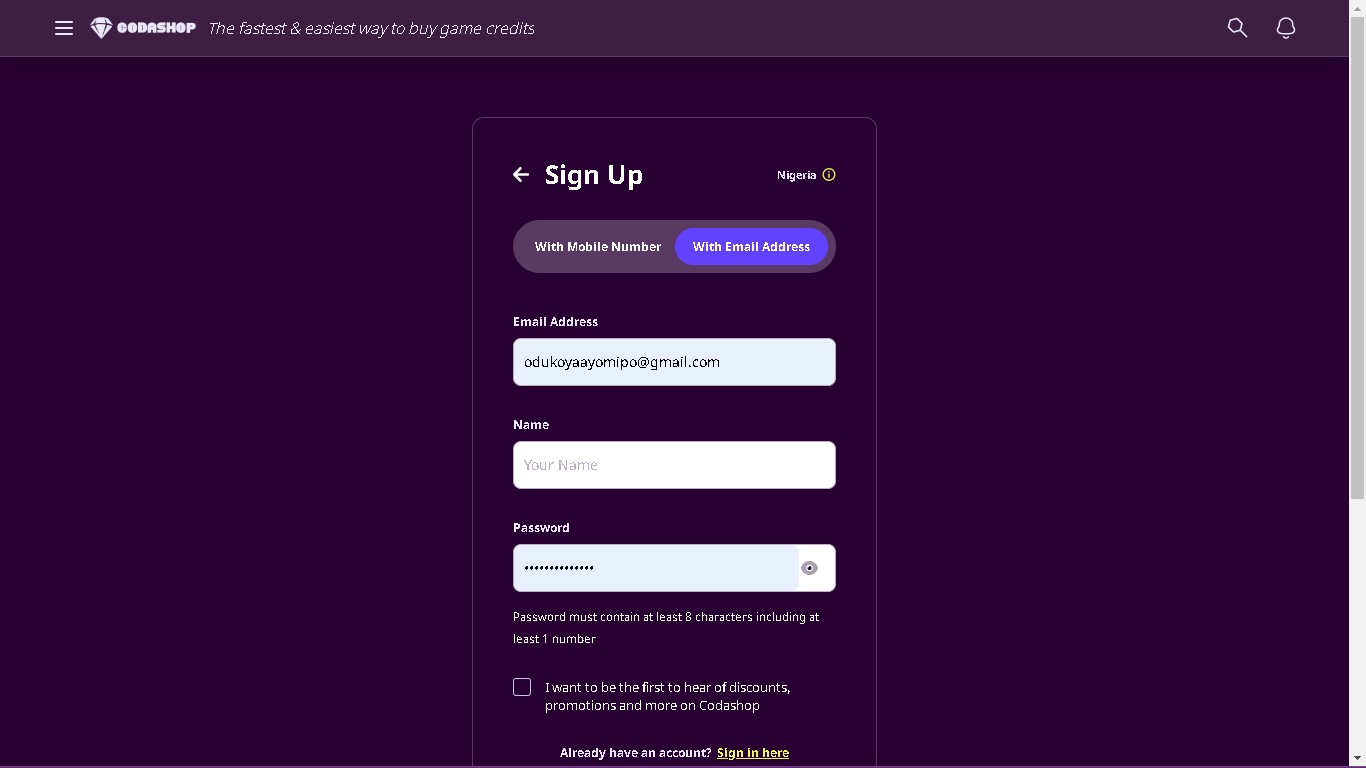 CODASHOP The fastest & easiest way to buy game credits
Sign Up
Nigeria
With Mobile Number
With Email Address
Email Address
odukoyaayomipo@gmail.com
Name
Your Name
Password
••••••••••••••
Password must contain at least 8 characters including at
least 1 number
I want to be the first to hear of discounts,
promotions and more on Codashop
Already have an account? Sign in here